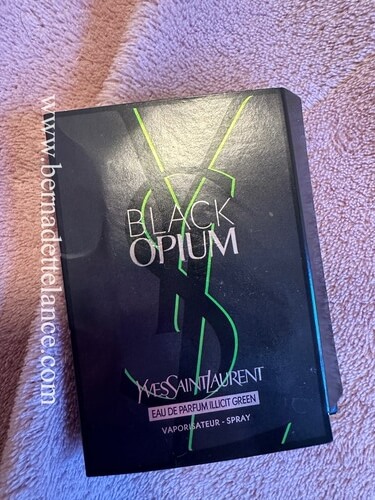 www.bernadettelance.com
BLACK
OPIUM
YVESSAINTLAURENT
EAU DE PARFUM ILLICIT GREEN
VAPORISATEUR - SPRAY